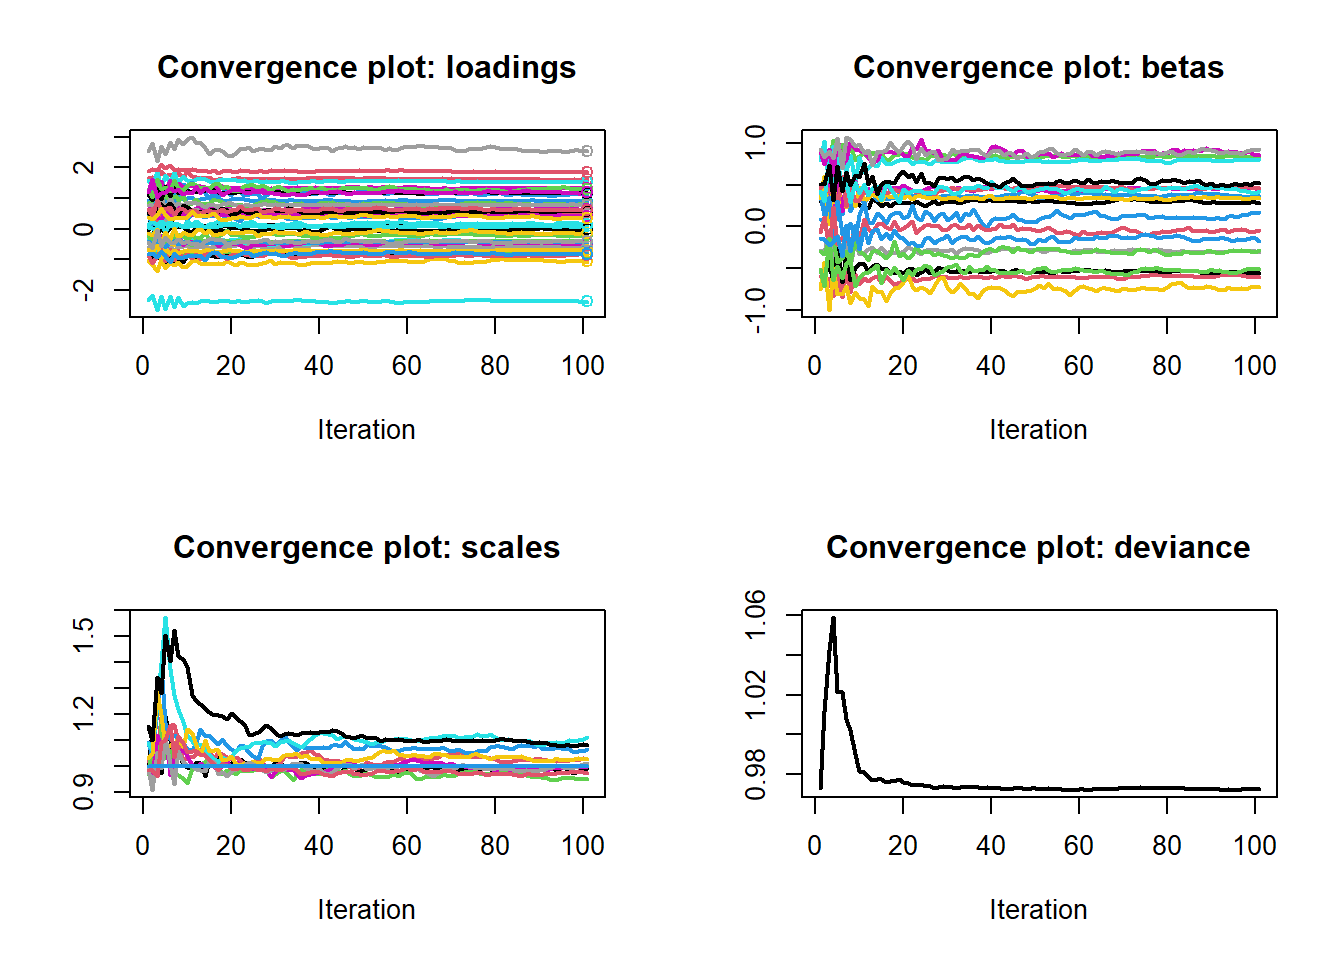 Convergence plot: loadings
2
0
-2
0 20 40 60 80 100
Iteration
Convergence plot: betas
1.0
0.0
-1.0
0 20 40 60 80 100
Iteration
Convergence plot: scales
1.5
1.2
0.9
0 20 40 60 80 100
Iteration
Convergence plot: deviance
1.06
1.02
0.98
0 20 40 60 80 100
Iteration